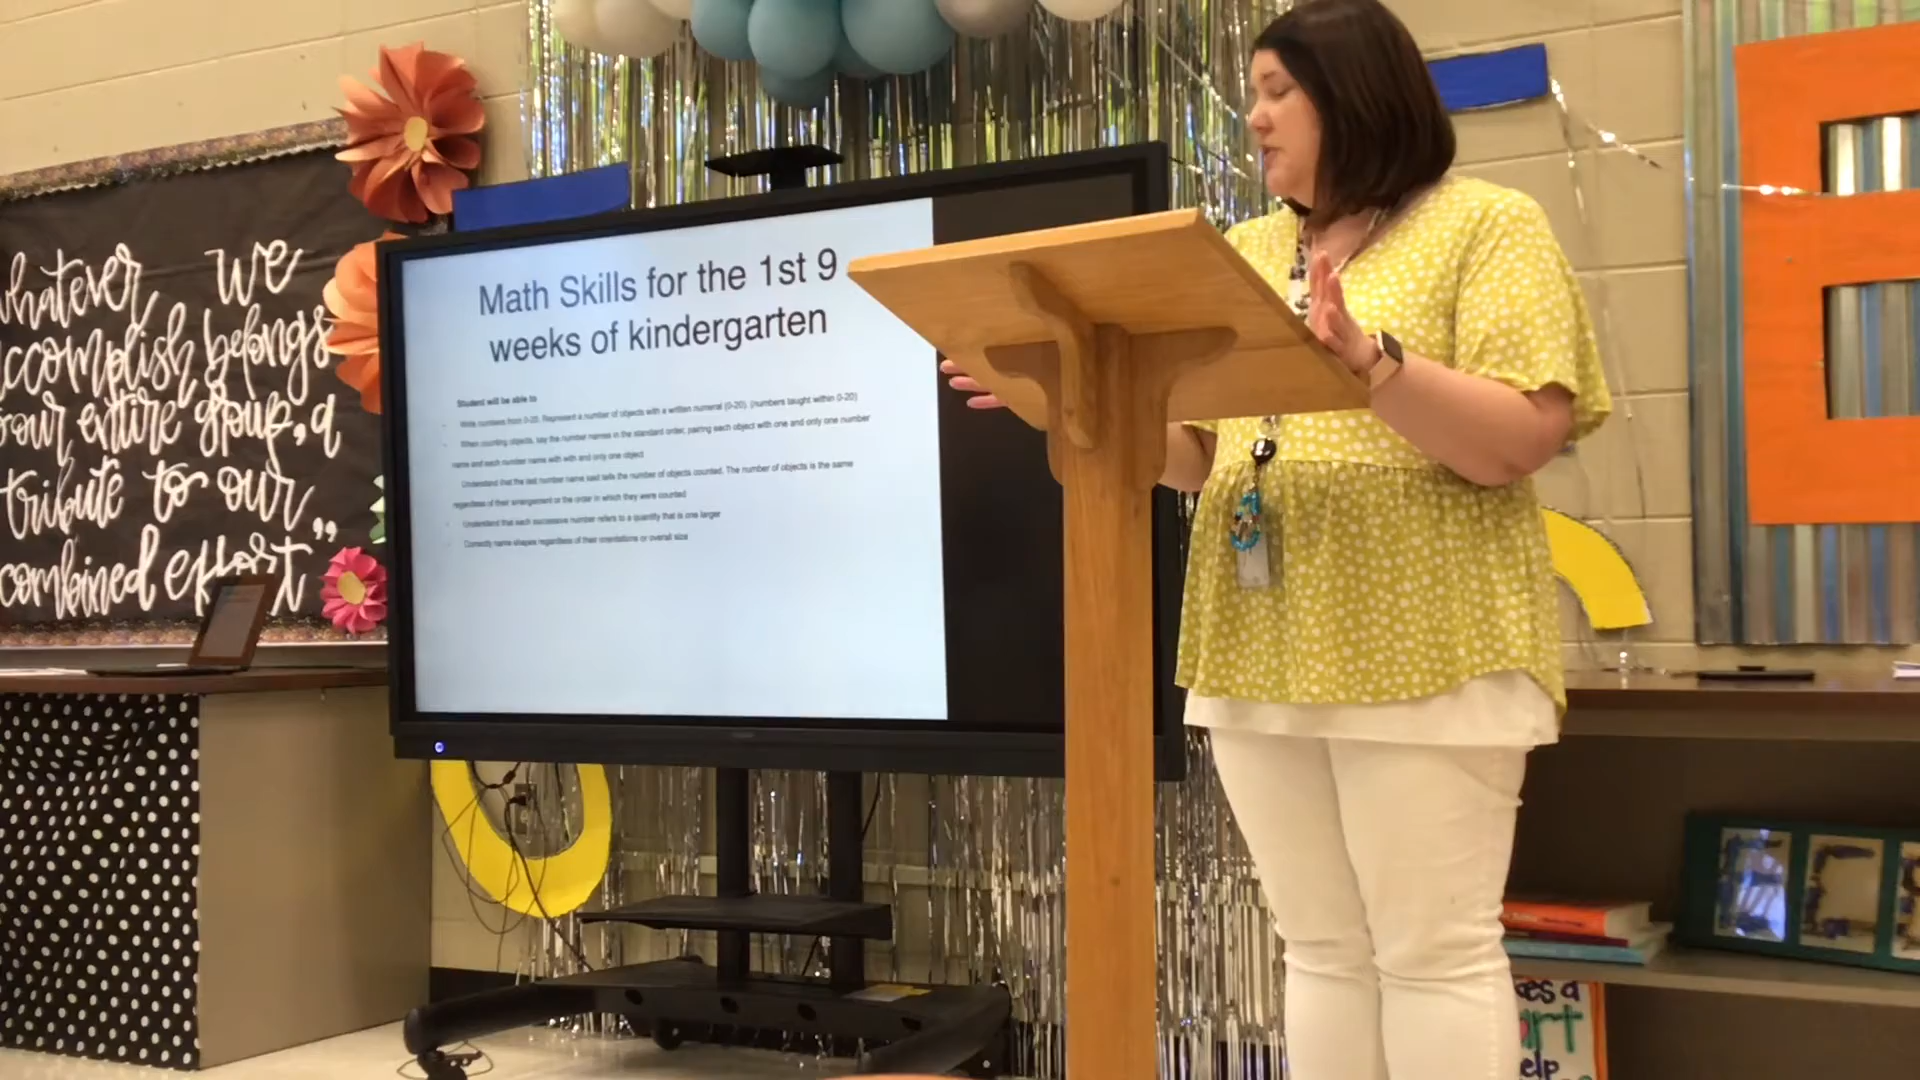 whatever we
accomplish belongs
our entire group, a
tribute to our
combined effort"
Math Skills for the 1st 9
weeks of kindergarten
Student will be able to
Write numbers from 0-20. Represent a number of objects with a written numeral (0-20). (numbers taught within 0-20)
When counting objects, say the number names in the standard order, pairing each object with one and only one number
name and each number name with with and only one object
Understand that the last number name said tells the number of objects counted. The number of objects is the same
regardless of their arrangement or the order in which they were counted
Understand that each successive number refers to a quantity that is one larger
Correctly name shapes regardless of their orientations or overall size
E
a
help